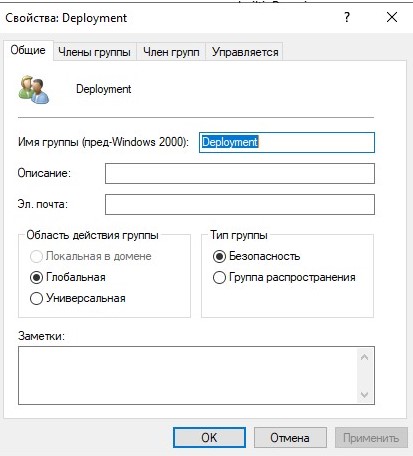 Свойства: Deployment ? ×
Общие Члены группы Член групп Управляется
Deployment
Имя группы (пред-Windows 2000): Deployment
Описание:
Эл. почта:
Область действия группы Тип группы
Локальная в домене Безопасность
Глобальная Группа распространения
Универсальная
Заметки:
OK Отмена Применить